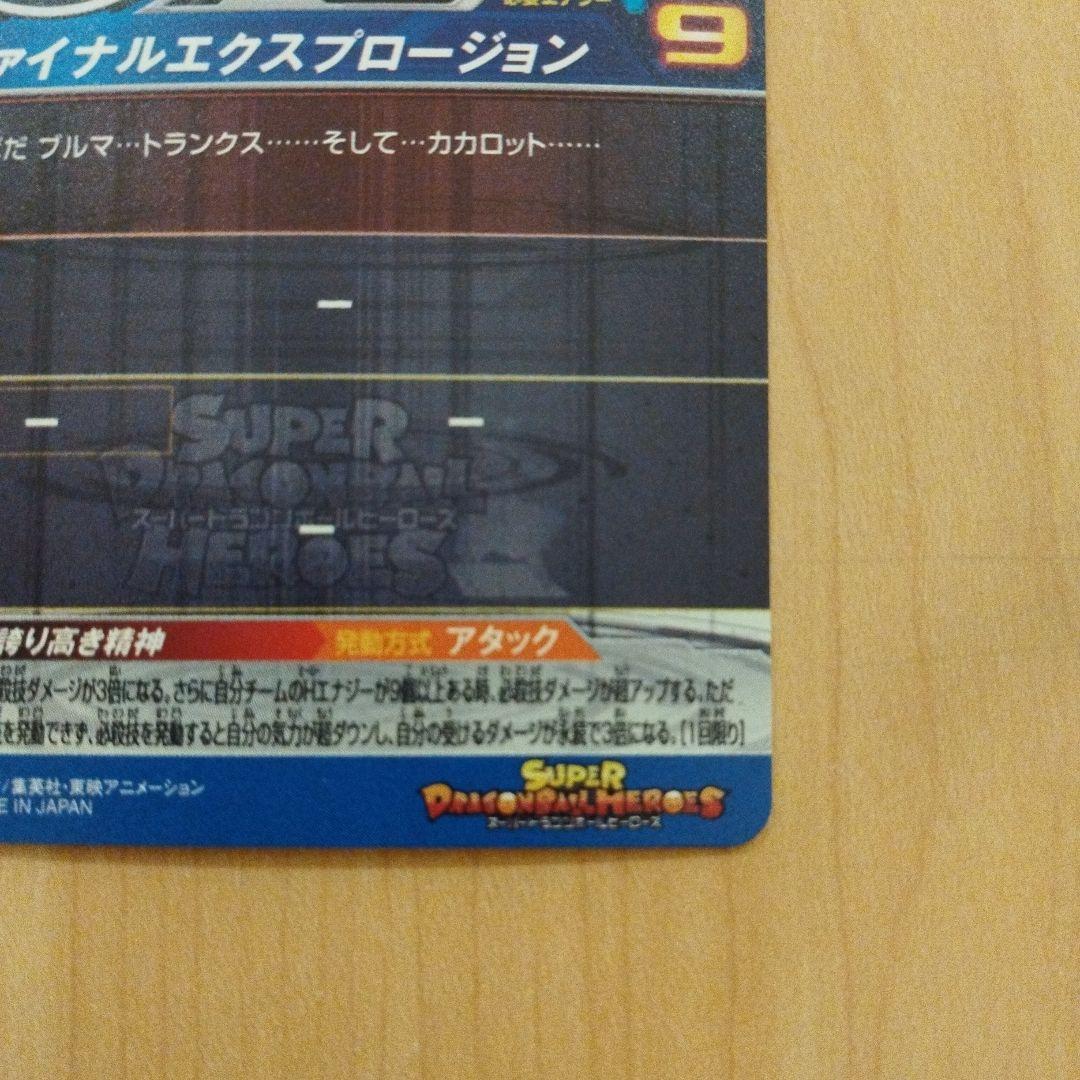 必要エナジー
9
ァイナルエクスプロージョン
だ ブルマ…トランクス……そして…カカロット……
SUPER
DRAGONBALL
スーパードラゴンボールヒーローズ
HEROES
誇り高き精神
発動方式 アタック
殺技ダメージが3倍になる。さらに自分チームのHエナジーが9個以上ある時、必殺技ダメージが超アップする。ただ
を発動できず、必殺技を発動すると自分の気力が超ダウンし、自分の受けるダメージが永続で3倍になる。[1回限り]
/集英社・東映アニメーション
E IN JAPAN
SUPER
DRAGONBALL HEROES
スーパードラゴンボールヒーローズ